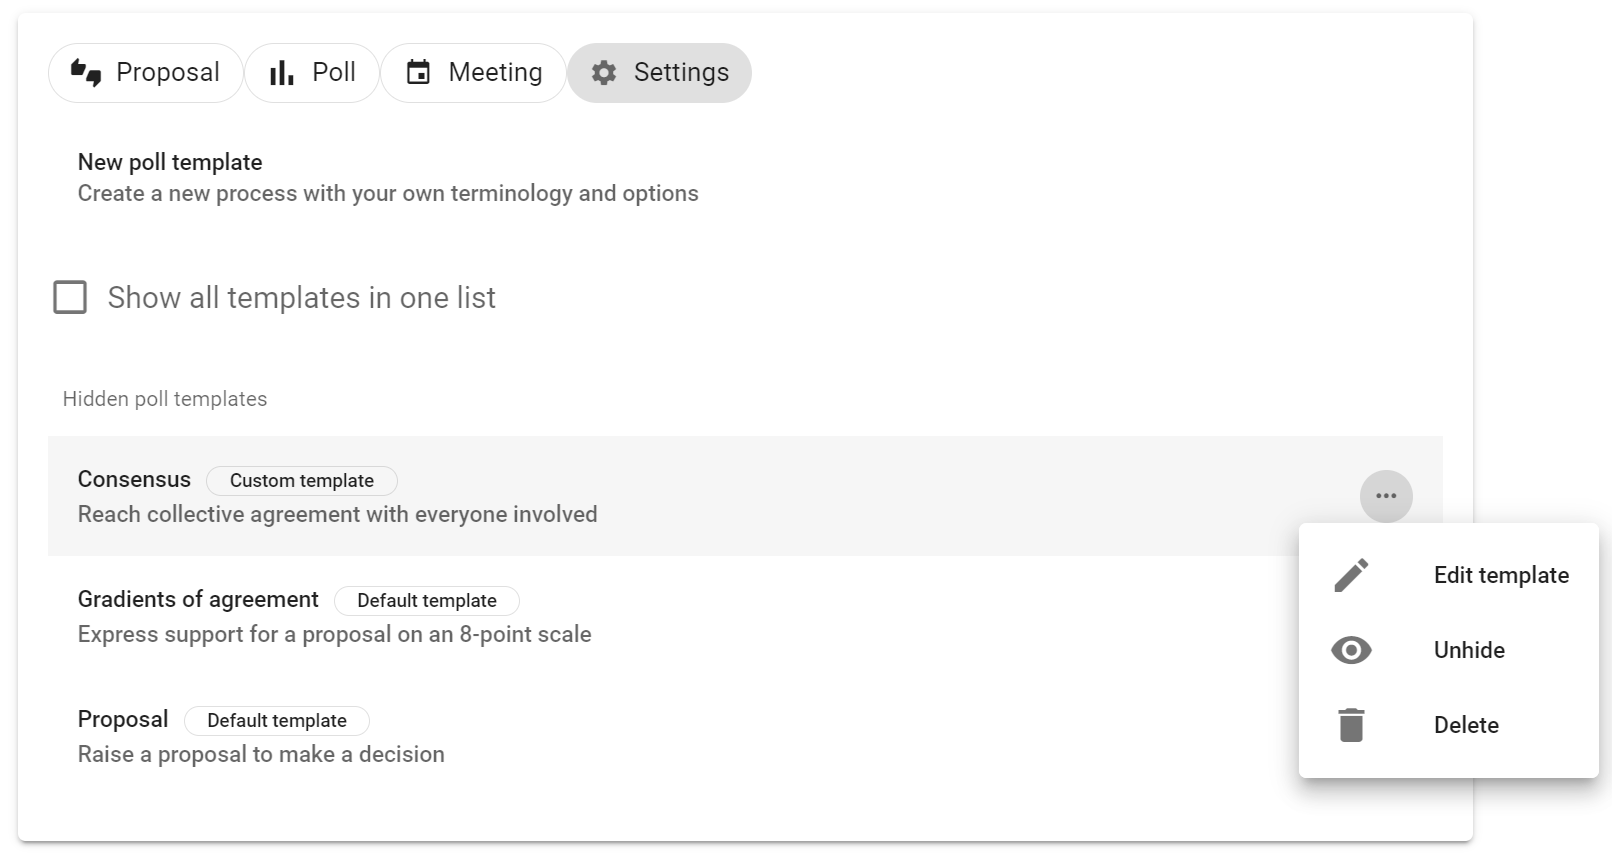 Proposal Poll Meeting Settings
New poll template
Create a new process with your own terminology and options
Show all templates in one list
Hidden poll templates
Consensus Custom template
Reach collective agreement with everyone involved
Edit template
Unhide
Delete
Gradients of agreement Default template
Express support for a proposal on an 8-point scale
Proposal Default template
Raise a proposal to make a decision